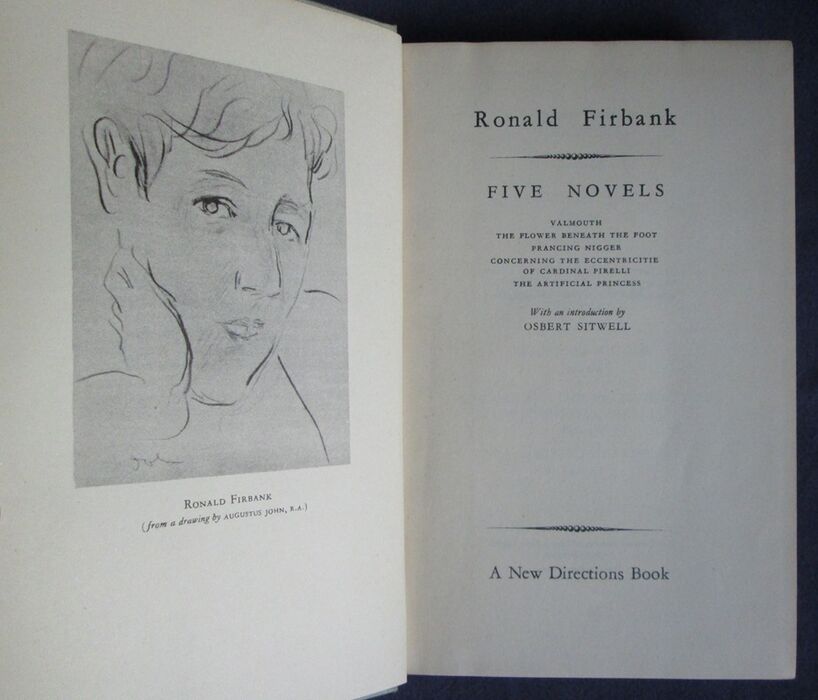 RONALD FIRBANK
(from a drawing by AUGUSTUS JOHN, R.A.)
Ronald Firbank
FIVE NOVELS
VALMOUTH
THE FLOWER BENEATH THE FOOT
PRANCING NIGGER
CONCERNING THE ECCENTRICITIE
OF CARDINAL PIRELLI
THE ARTIFICIAL PRINCESS
With an introduction by
OSBERT SITWELL
A New Directions Book